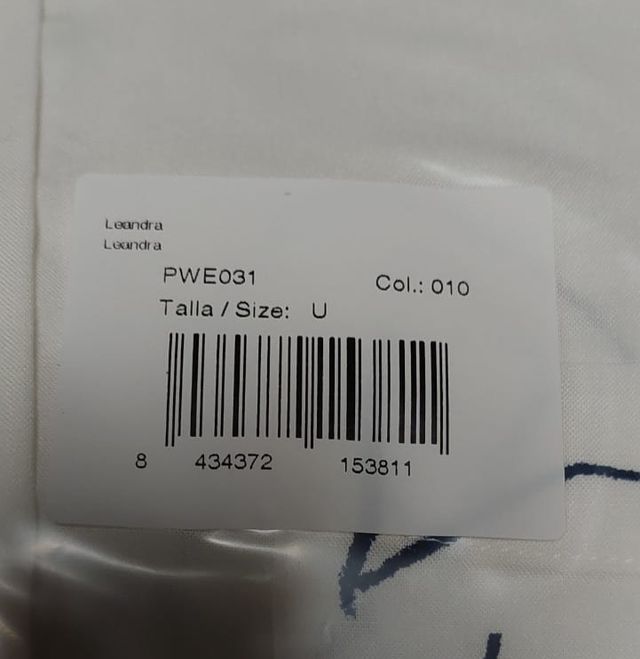 Leandra
Leandra
PWE031 Col.: 010
Talla / Size: U
8 434372 153811